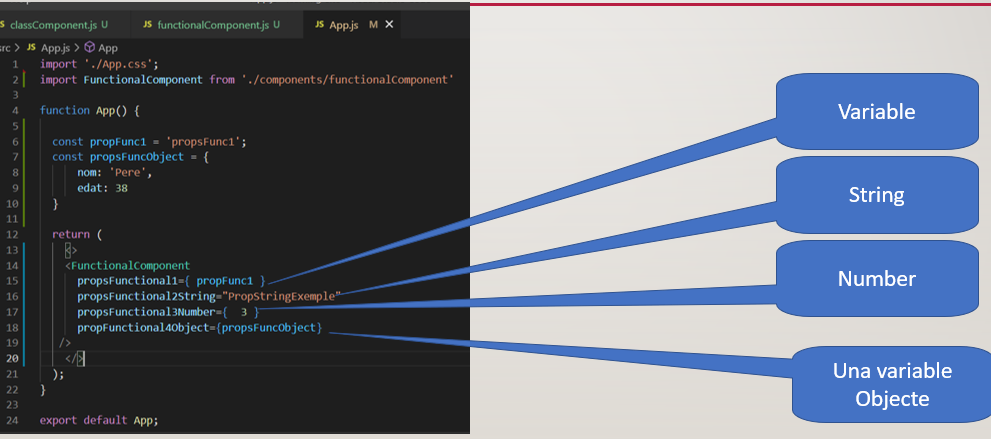 JS classComponent.js U
JS functionalComponent.js U
JS App.js M ×
src > JS App.js > App
1 import './App.css';
2 import FunctionalComponent from './components/functionalComponent'
3
4 function App() {
5
6 const propFunc1 = 'propsFunc1';
7 const propsFuncObject = {
8 nom: 'Pere',
9 edat: 38
10 }
11
12 return (
13 <>
14 <FunctionalComponent
15 propsFunctional1={ propFunc1 }
16 propsFunctional2String="PropStringExemple"
17 propsFunctional3Number={ 3 }
18 propFunctional4Object={propsFuncObject}
19 />
20 </>
21 );
22 }
23
24 export default App;
Variable
String
Number
Una variable
Objecte